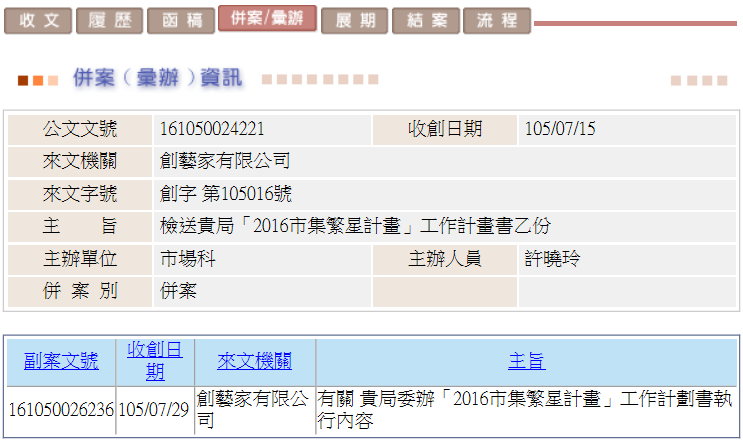 收文 履歷 函稿 併案/彙辦 展期 結案 流程
併案（彙辦）資訊
公文文號 161050024221 收創日期 105/07/15
來文機關 創藝家有限公司
來文字號 創字 第105016號
主 旨 檢送貴局「2016市集繁星計畫」工作計畫書乙份
主辦單位 市場科 主辦人員 許曉玲
併 案 別 併案
副案文號 收創日期 來文機關 主旨
161050026236 105/07/29 創藝家有限公司 有關 貴局委辦「2016市集繁星計畫」工作計劃書執行內容